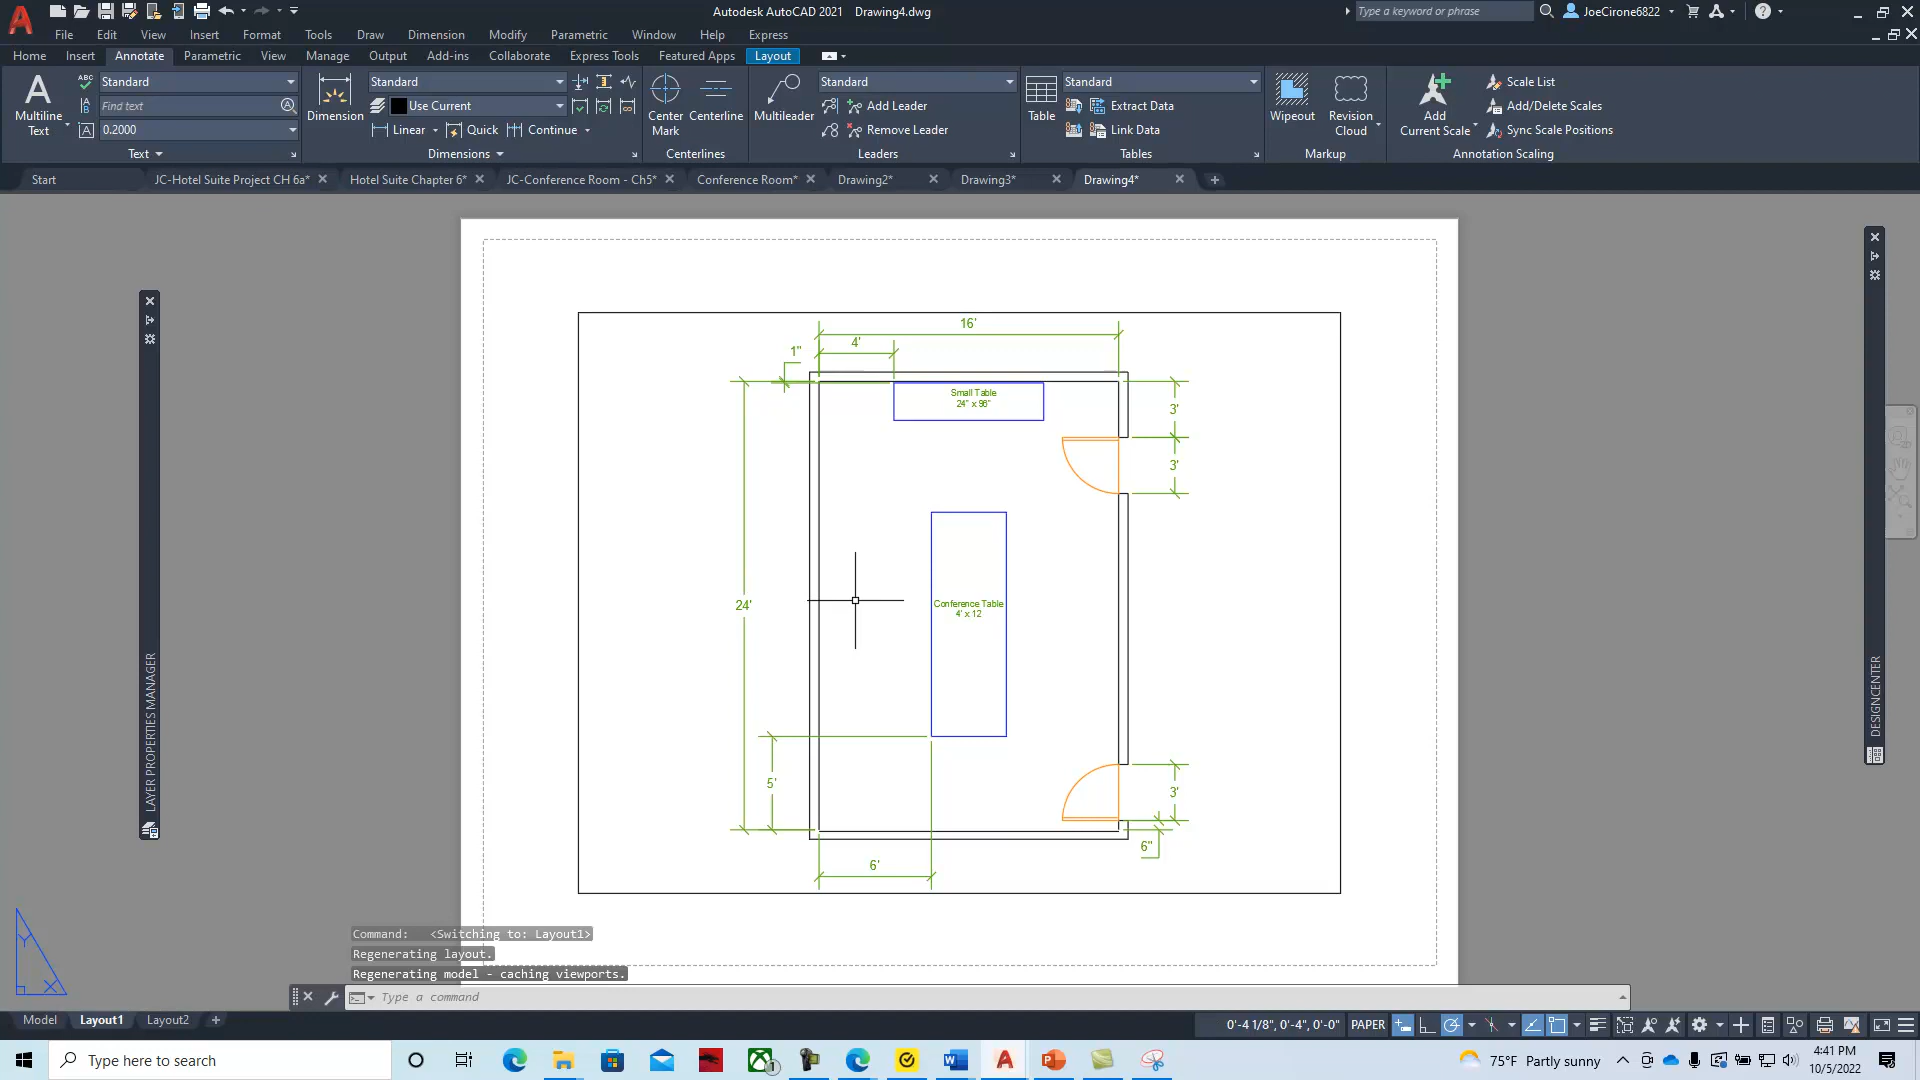 Autodesk AutoCAD 2021 Drawing4.dwg
Type a keyword or phrase
JoeCirone6822
File Edit View Insert Format Tools Draw Dimension Modify Parametric Window Help Express
Home Insert Annotate Parametric View Manage Output Add-ins Collaborate Express Tools Featured Apps Layout
A
Multiline
Text
ABC
Standard
Find text
0.2000
Text
Dimension
Standard
Use Current
Linear Quick Continue
Dimensions
Center
Mark
Centerline
Centerlines
Multileader
Standard
Add Leader
Remove Leader
Leaders
Table
Standard
Extract Data
Link Data
Tables
Wipeout
Revision
Cloud
Markup
Add
Current Scale
Scale List
Add/Delete Scales
Sync Scale Positions
Annotation Scaling
Start
JC-Hotel Suite Project CH 6a*
Hotel Suite Chapter 6*
JC-Conference Room - Ch5*
Conference Room*
Drawing2*
Drawing3*
Drawing4*
16'
4'
1"
Small Table
24" x 96"
3'
3'
24'
Conference Table
4' x 12
5'
3'
6"
6'
LAYER PROPERTIES MANAGER
DESIGNCENTER
Y
X
Command: <Switching to: Layout1>
Regenerating layout.
Regenerating model - caching viewports.
Type a command
Model Layout1 Layout2
0'-4 1/8", 0'-4", 0'-0" PAPER
Type here to search
75°F Partly sunny
4:41 PM
10/5/2022